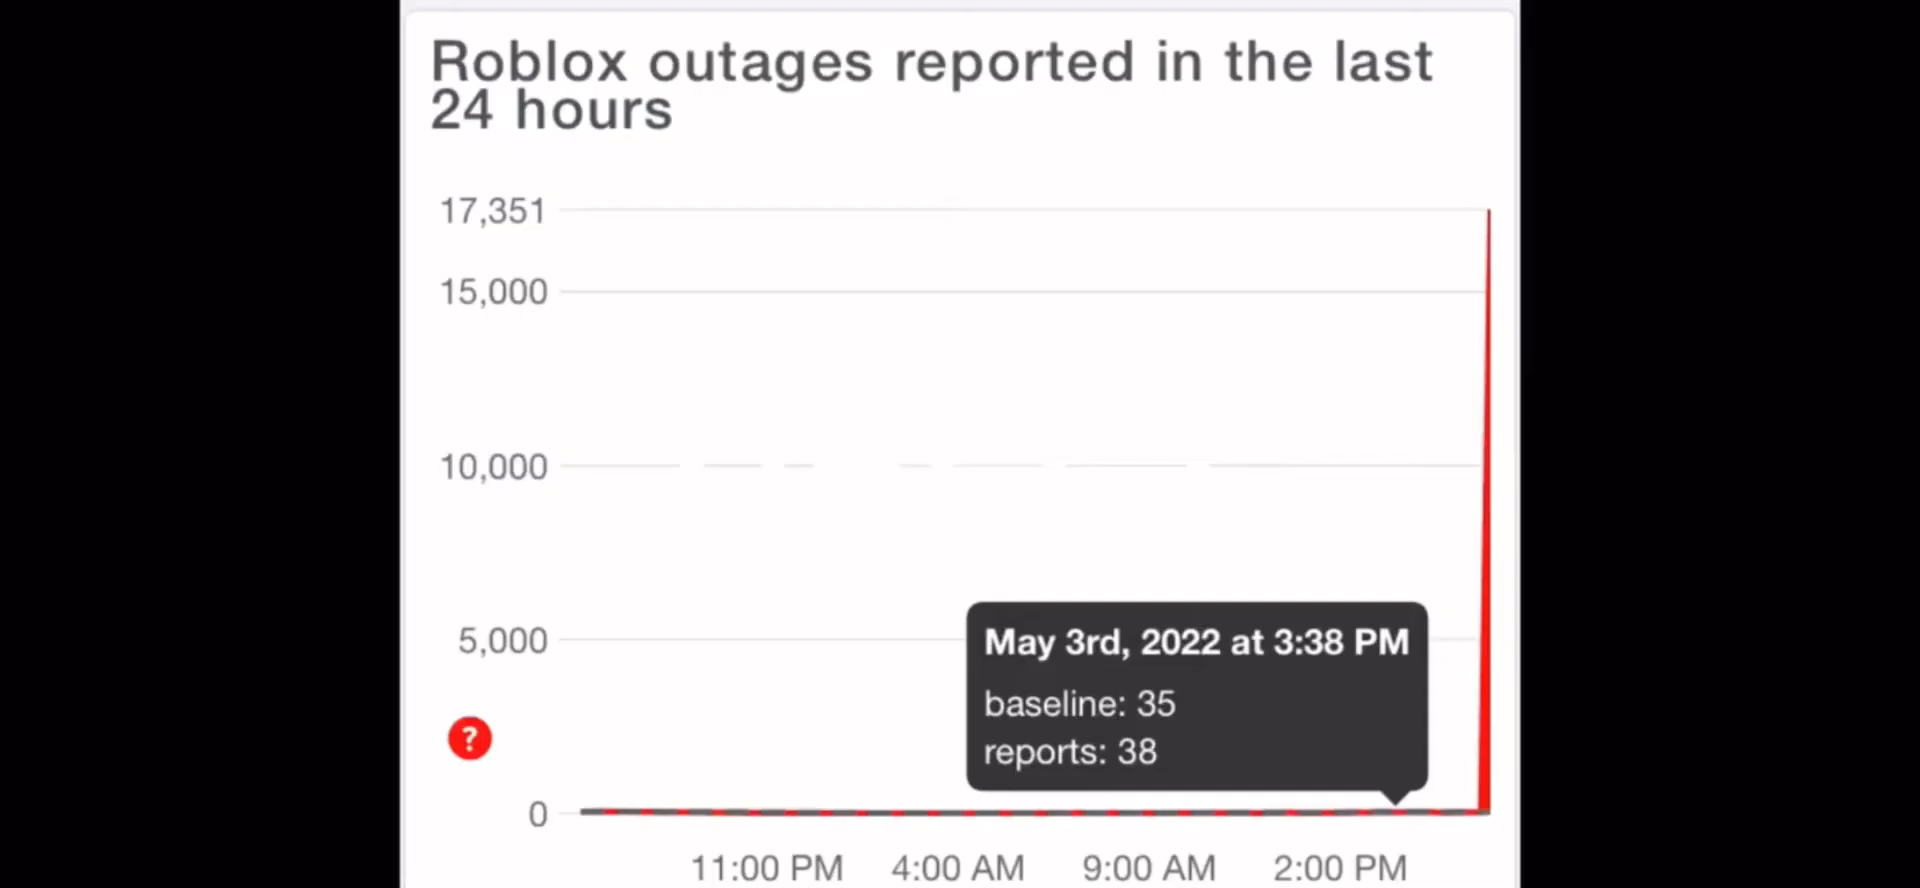 Roblox outages reported in the last
24 hours
17,351
15,000
10,000
5,000
May 3rd, 2022 at 3:38 PM
baseline: 35
reports: 38
?
0
11:00 PM 4:00 AM 9:00 AM 2:00 PM